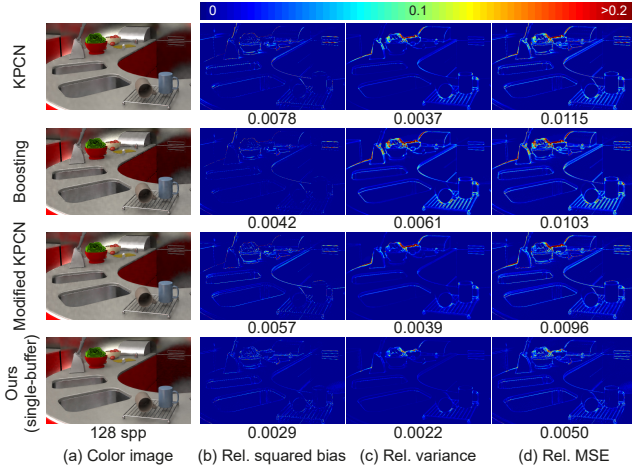 0 0.1 >0.2
KPCN
0.0078 0.0037 0.0115
Boosting
0.0042 0.0061 0.0103
Modified KPCN
0.0057 0.0039 0.0096
Ours
(single-buffer)
128 spp 0.0029 0.0022 0.0050
(a) Color image (b) Rel. squared bias (c) Rel. variance (d) Rel. MSE